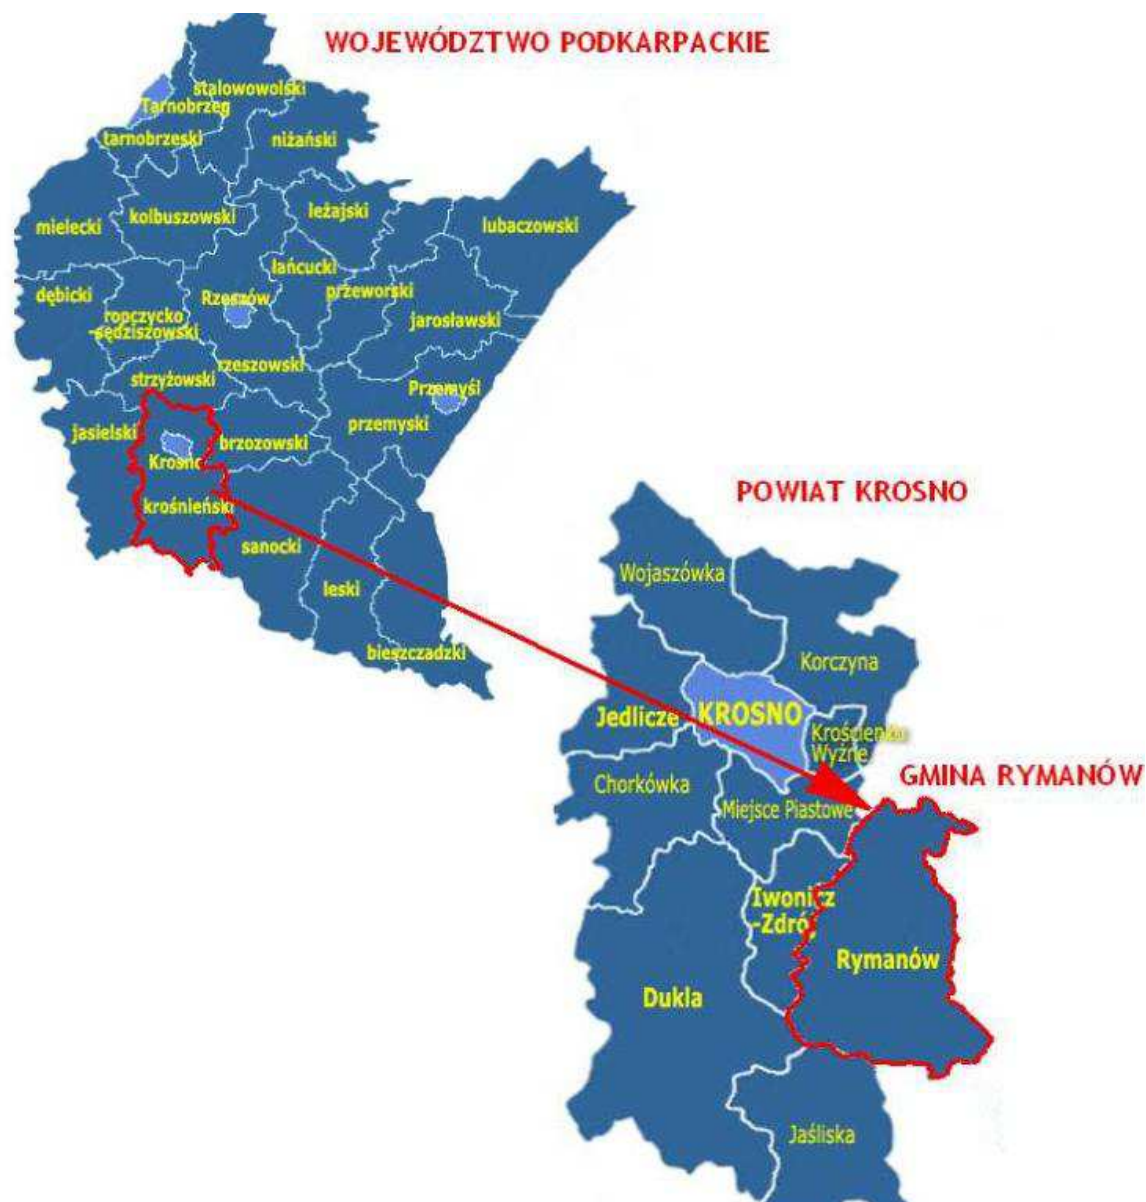 WOJEWÓDZTWO PODKARPACKIE
stalowowolski
Tarnobrzeg
tarnobrzeski
niżański
kolbuszowski
leżajski
mielecki
lubaczowski
łańcucki
dębicki
Rzeszów
przeworski
ropczycko
-sędziszowski
jarosławski
rzeszowski
strzyżowski
Przemyśl
jasielski
brzozowski
przemyski
Krosno
krośnieński
sanocki
leski
bieszczadzki
POWIAT KROSNO
Wojaszówka
Korczyna
Jedlicze
KROSNO
Krościenko
Wyżne
GMINA RYMANÓW
Chorkówka
Miejsce Piastowe
Iwonicz
-Zdrój
Rymanów
Dukla
Jaśliska